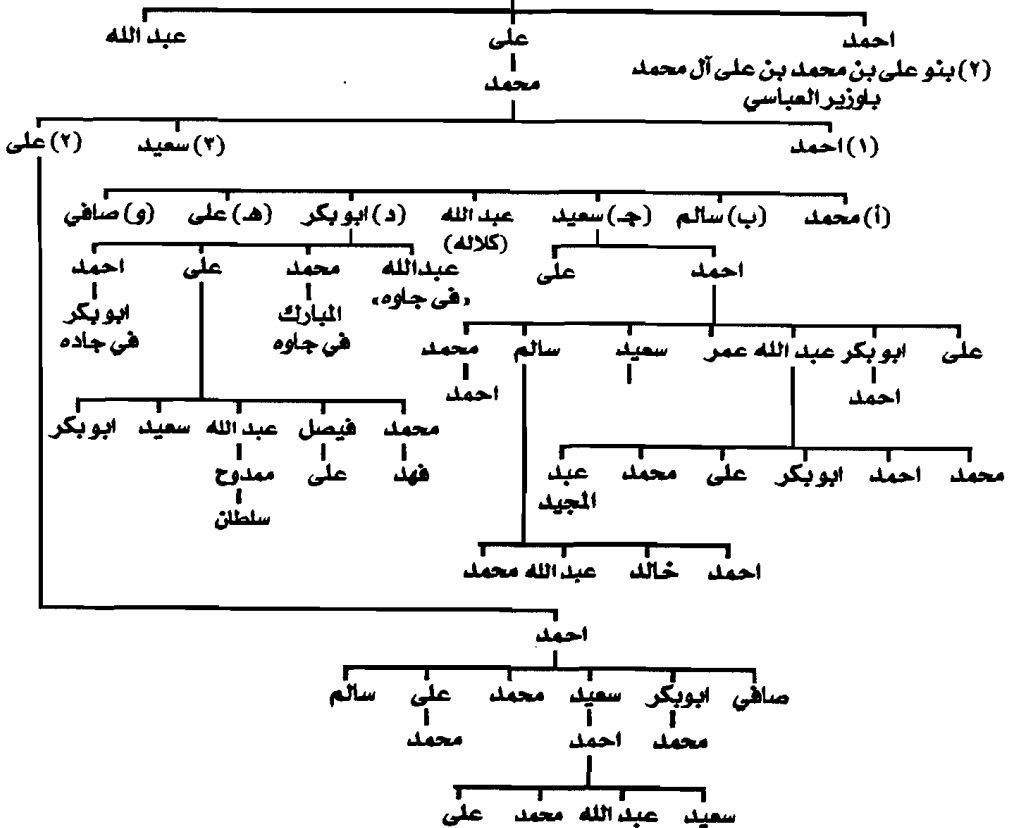 احمد على عبد الله
(٢) بنو على بن محمد بن على آل محمد
باوزير العباسي
محمد
(١) احمد (٣) سعيد (٢) على
(أ) محمد (ب) سالم (جـ) سعيد عبد الله (د) ابو بكر (هـ) على (و) صافي
(كلاله)
احمد على عبدالله محمد على احمد
«في جاوه» المبارك ابو بكر
في جاوه في جاده
على ابو بكر عبد الله عمر سعيد سالم محمد
احمد احمد
محمد فيصل عبد الله سعيد ابو بكر
فهد على ممدوح
سلطان
محمد احمد ابو بكر على محمد عبد
المجيد
احمد خالد عبد الله محمد
احمد
صافي ابوبكر سعيد محمد على سالم
محمد احمد محمد
سعيد عبد الله محمد على